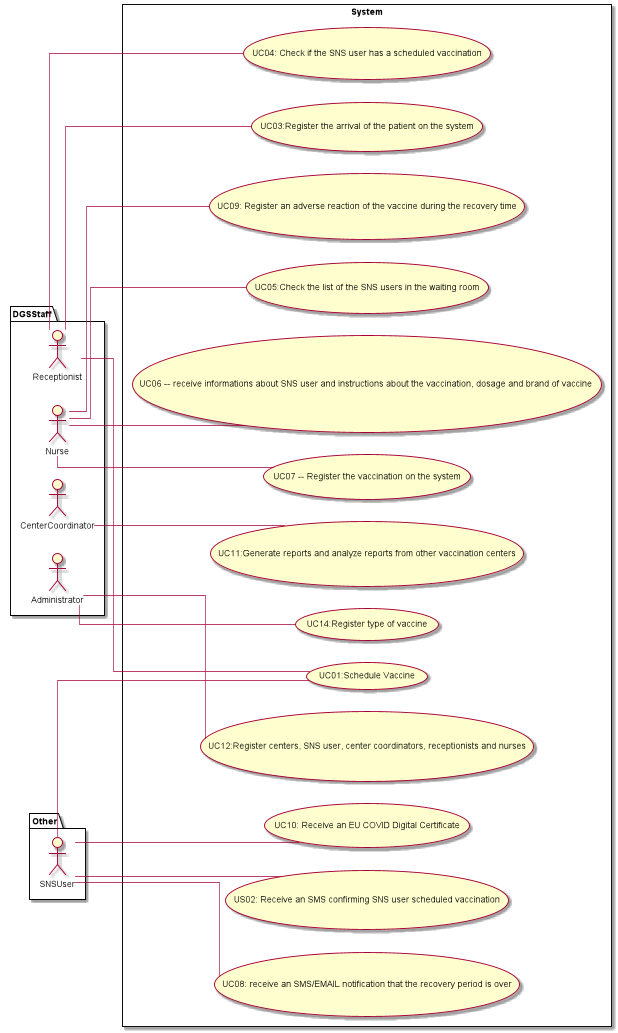 System
UC04: Check if the SNS user has a scheduled vaccination
UC03:Register the arrival of the patient on the system
UC09: Register an adverse reaction of the vaccine during the recovery time
UC05:Check the list of the SNS users in the waiting room
DGSStaff
Receptionist
UC06 -- receive informations about SNS user and instructions about the vaccination, dosage and brand of vaccine
Nurse
UC07 -- Register the vaccination on the system
CenterCoordinator
UC11:Generate reports and analyze reports from other vaccination centers
Administrator
UC14:Register type of vaccine
UC01:Schedule Vaccine
UC12:Register centers, SNS user, center coordinators, receptionists and nurses
Other
UC10: Receive an EU COVID Digital Certificate
SNSUser
US02: Receive an SMS confirming SNS user scheduled vaccination
UC08: receive an SMS/EMAIL notification that the recovery period is over